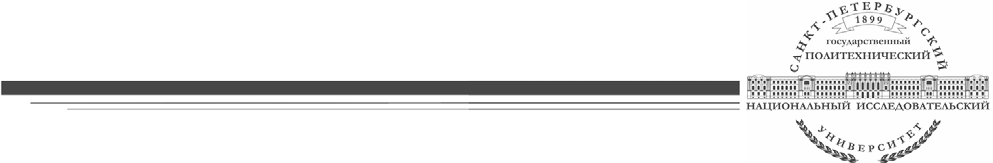 САНКТ-ПЕТЕРБУРГСКИЙ
1899
государственный
ПОЛИТЕХНИЧЕСКИЙ
НАЦИОНАЛЬНЫЙ ИССЛЕДОВАТЕЛЬСКИЙ
УНИВЕРСИТЕТ